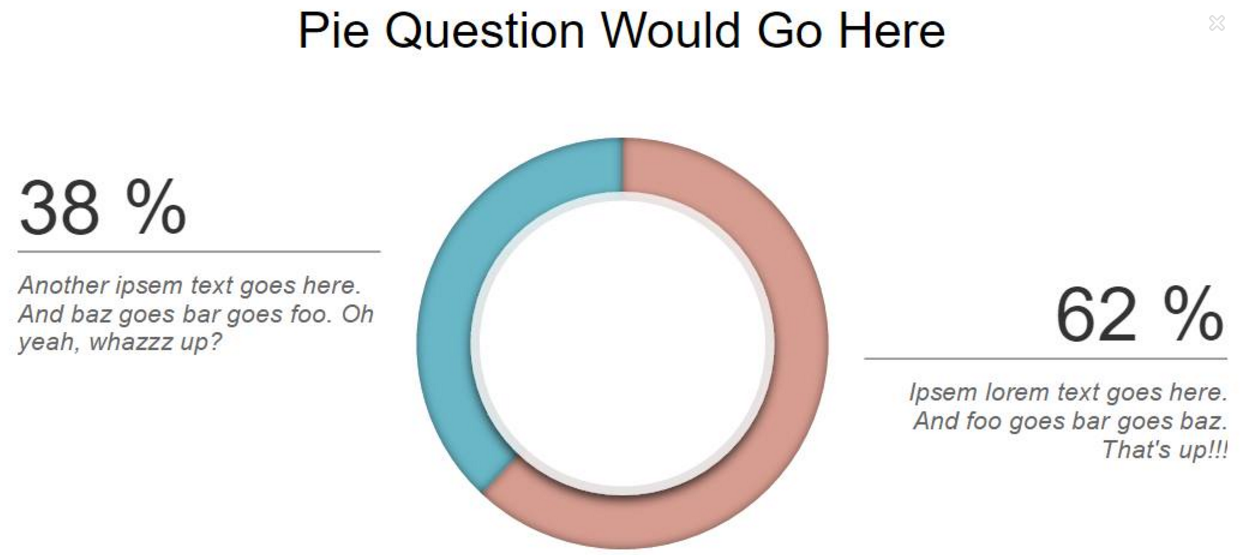 Pie Question Would Go Here
38 %
Another ipsem text goes here.
And baz goes bar goes foo. Oh
yeah, whazzz up?
62 %
Ipsem lorem text goes here.
And foo goes bar goes baz.
That's up!!!